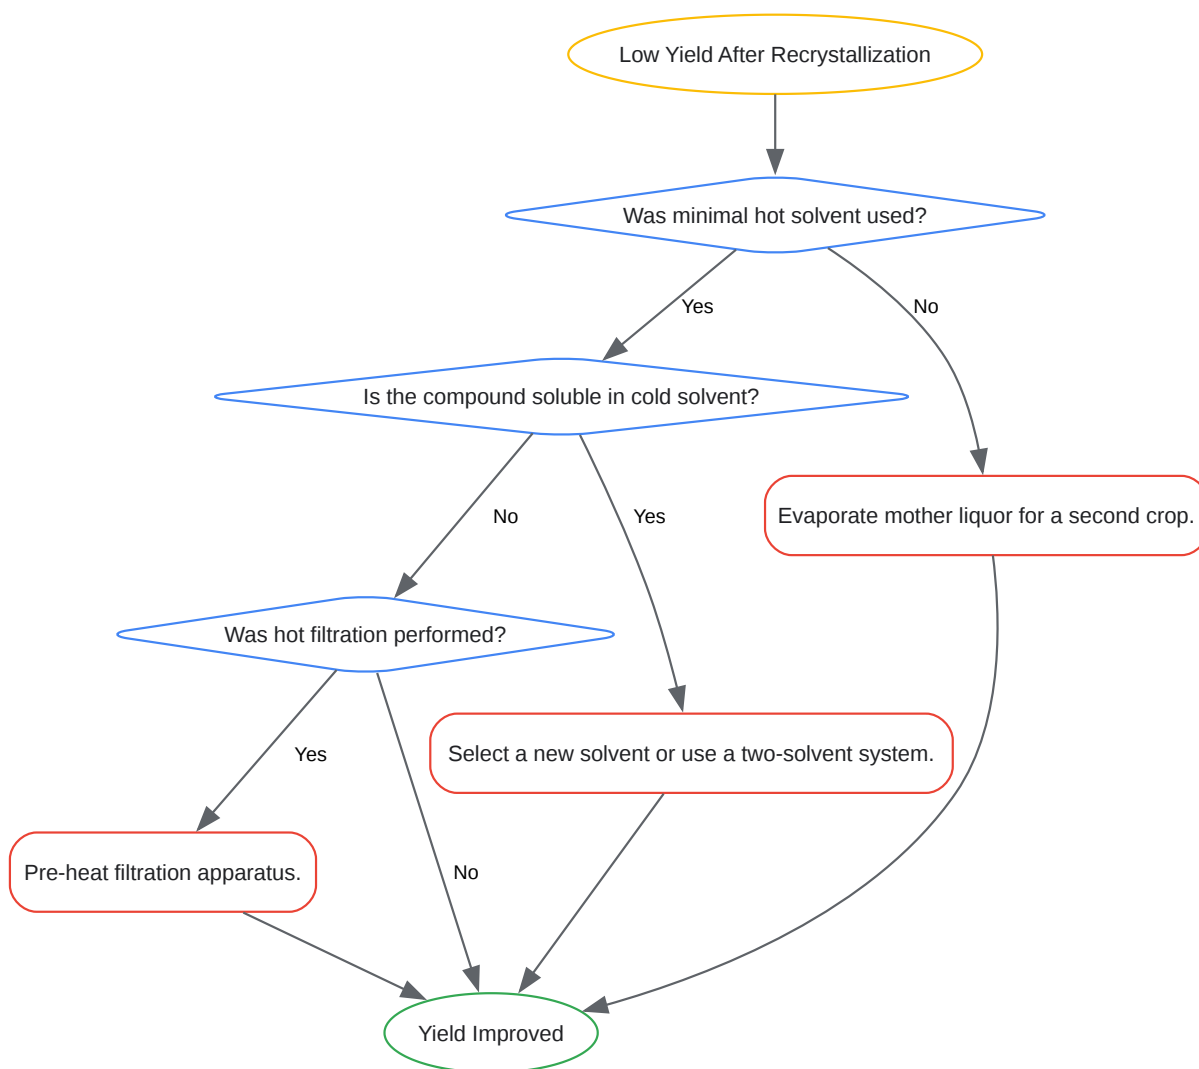 Low Yield After Recrystallization
Was minimal hot solvent used?
Yes
No
Is the compound soluble in cold solvent?
No
Yes
Evaporate mother liquor for a second crop.
Was hot filtration performed?
Yes
Select a new solvent or use a two-solvent system.
Pre-heat filtration apparatus.
No
Yield Improved